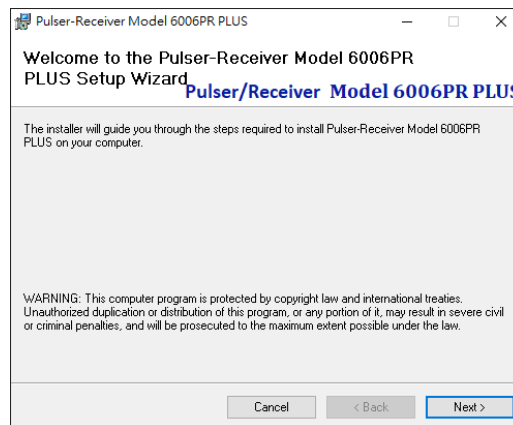 Pulser-Receiver Model 6006PR PLUS
Welcome to the Pulser-Receiver Model 6006PR
PLUS Setup Wizard
Pulser/Receiver Model 6006PR PLUS
The installer will guide you through the steps required to install Pulser-Receiver Model 6006PR
PLUS on your computer.
WARNING: This computer program is protected by copyright law and international treaties.
Unauthorized duplication or distribution of this program, or any portion of it, may result in severe civil
or criminal penalties, and will be prosecuted to the maximum extent possible under the law.
Cancel < Back Next >